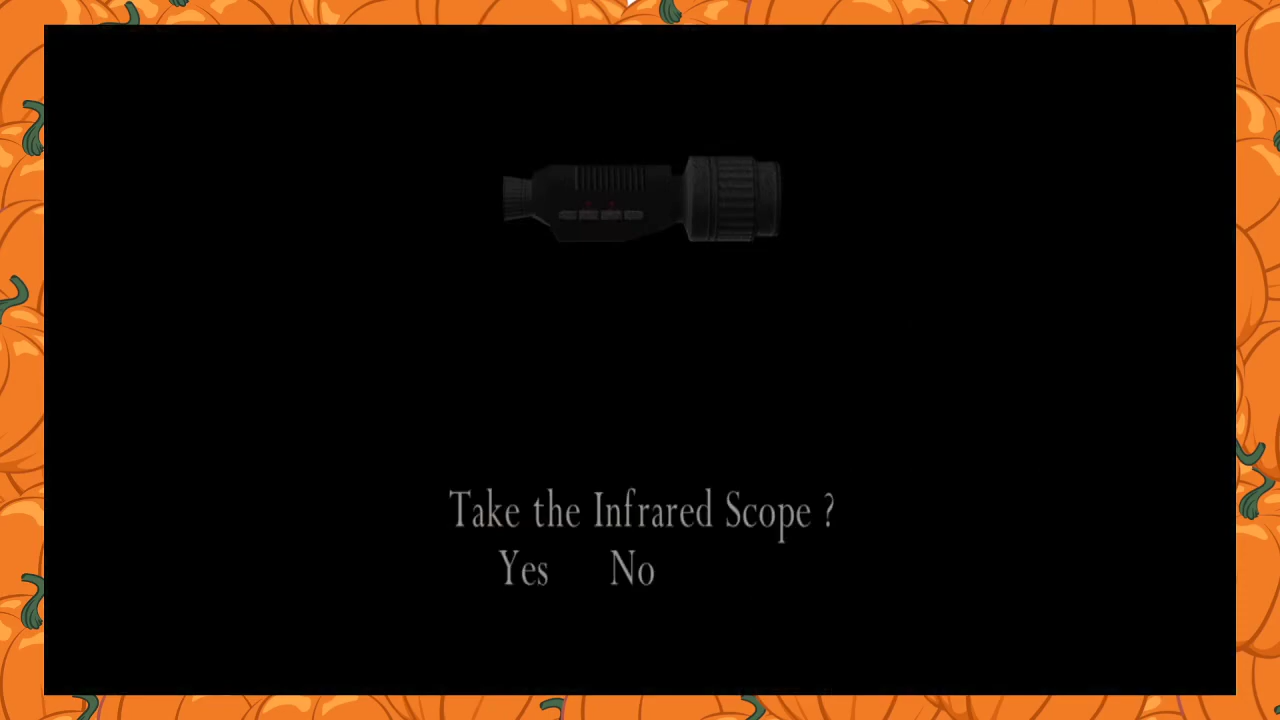 Take the Infrared Scope ?
Yes No